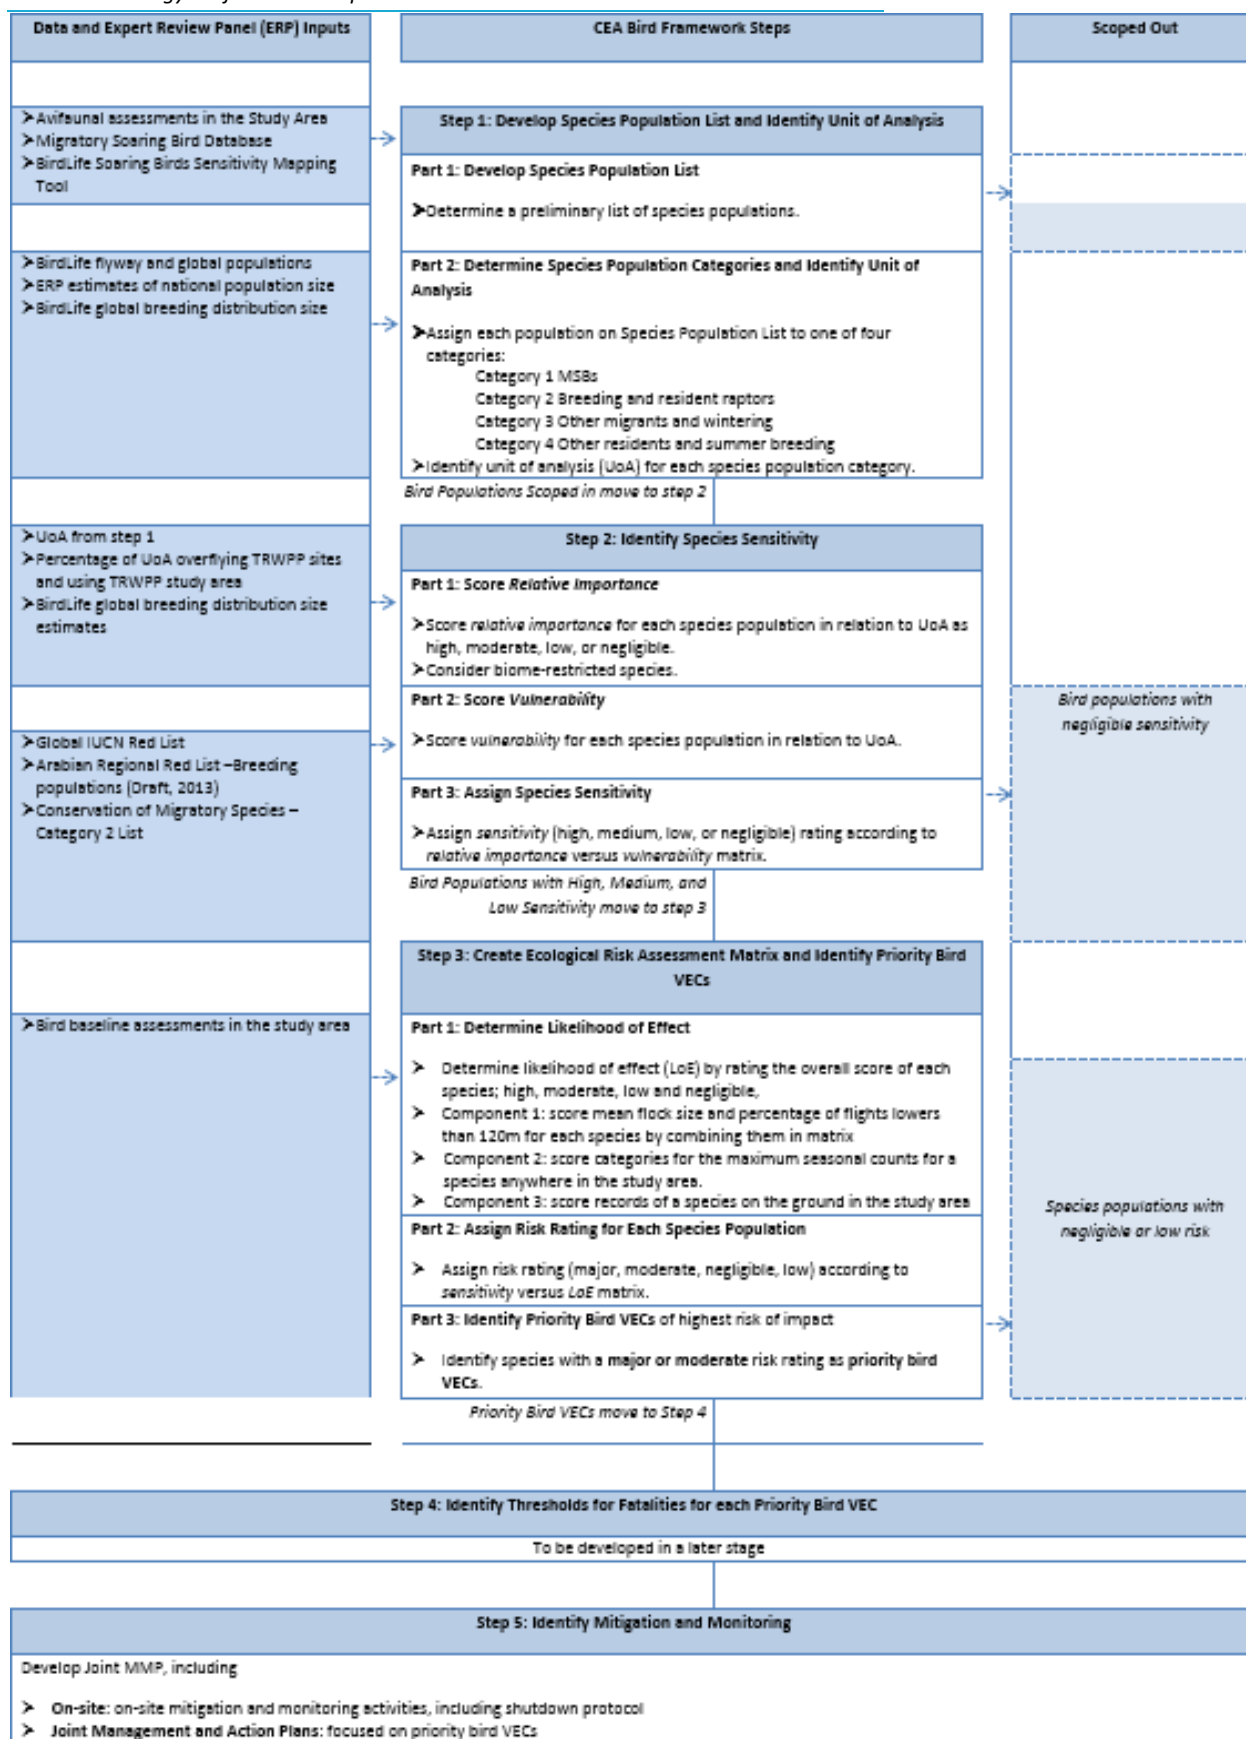 Data and Expert Review Panel (ERP) Inputs
CEA Bird Framework Steps
Scoped Out
➤Avifaunal assessments in the Study Area
➤Migratory Soaring Bird Database
➤BirdLife Soaring Birds Sensitivity Mapping
Tool
Step 1: Develop Species Population List and Identify Unit of Analysis
Part 1: Develop Species Population List
➤Determine a preliminary list of species populations.
➤BirdLife flyway and global populations
➤ERP estimates of national population size
➤BirdLife global breeding distribution size
Part 2: Determine Species Population Categories and Identify Unit of
Analysis
➤Assign each population on Species Population List to one of four
categories:
Category 1 MSBs
Category 2 Breeding and resident raptors
Category 3 Other migrants and wintering
Category 4 Other residents and summer breeding
➤Identify unit of analysis (UoA) for each species population category.
Bird Populations Scoped in move to step 2
➤UoA from step 1
➤Percentage of UoA overflying TRWPP sites
and using TRWPP study area
➤BirdLife global breeding distribution size
estimates
Step 2: Identify Species Sensitivity
Part 1: Score Relative Importance
➤Score relative importance for each species population in relation to UoA as
high, moderate, low, or negligible.
➤Consider biome-restricted species.
Part 2: Score Vulnerability
➤Score vulnerability for each species population in relation to UoA.
Bird populations with
negligible sensitivity
➤Global IUCN Red List
➤Arabian Regional Red List –Breeding
populations (Draft, 2013)
➤Conservation of Migratory Species –
Category 2 List
Part 3: Assign Species Sensitivity
➤Assign sensitivity (high, medium, low, or negligible) rating according to
relative importance versus vulnerability matrix.
Bird Populations with High, Medium, and
Low Sensitivity move to step 3
Step 3: Create Ecological Risk Assessment Matrix and Identify Priority Bird
VECs
➤Bird baseline assessments in the study area
Part 1: Determine Likelihood of Effect
➤ Determine likelihood of effect (LoE) by rating the overall score of each
species; high, moderate, low and negligible,
➤ Component 1: score mean flock size and percentage of flights lowers
than 120m for each species by combining them in matrix
➤ Component 2: score categories for the maximum seasonal counts for a
species anywhere in the study area.
➤ Component 3: score records of a species on the ground in the study area
Species populations with
negligible or low risk
Part 2: Assign Risk Rating for Each Species Population
➤ Assign risk rating (major, moderate, negligible, low) according to
sensitivity versus LoE matrix.
Part 3: Identify Priority Bird VECs of highest risk of impact
➤ Identify species with a major or moderate risk rating as priority bird
VECs.
Priority Bird VECs move to Step 4
Step 4: Identify Thresholds for Fatalities for each Priority Bird VEC
To be developed in a later stage
Step 5: Identify Mitigation and Monitoring
Develop Joint MMP, including
➤ On-site: on-site mitigation and monitoring activities, including shutdown protocol
➤ Joint Management and Action Plans: focused on priority bird VECs